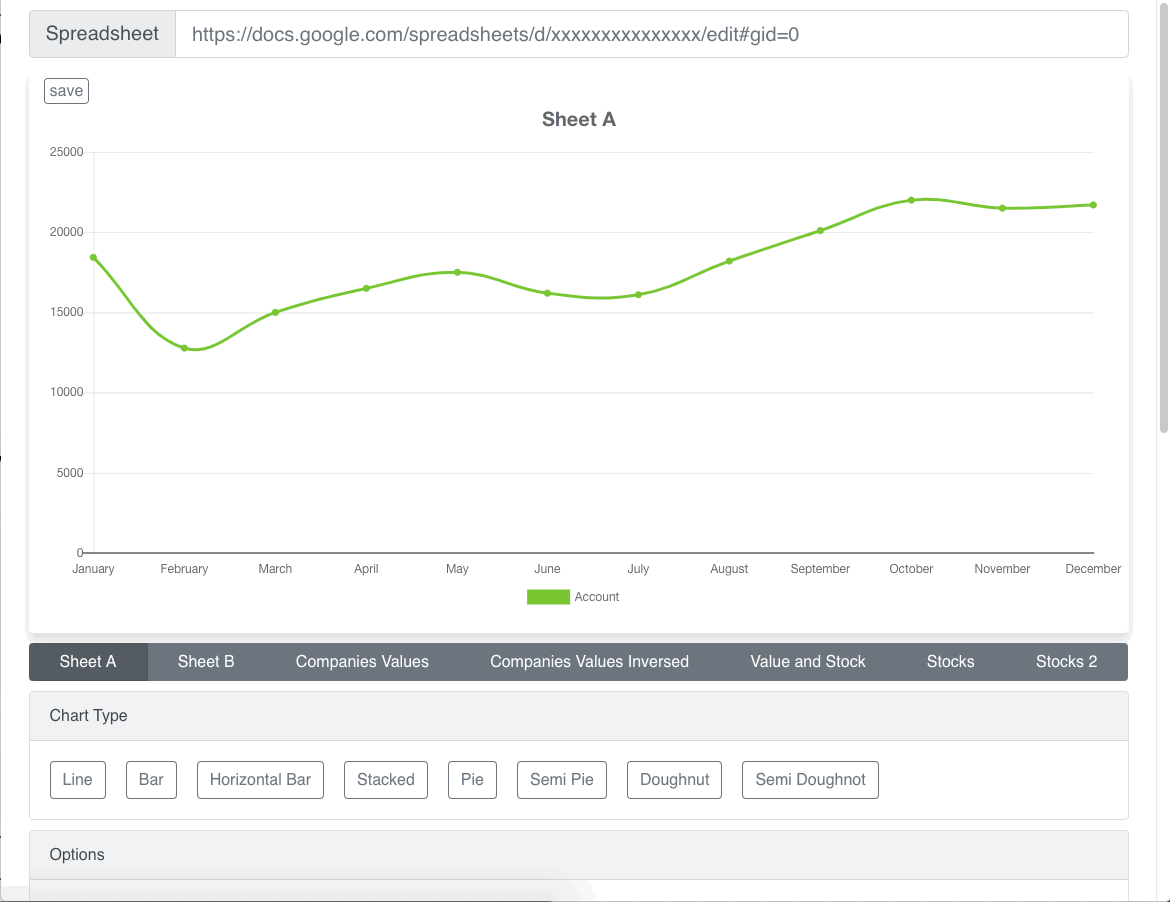 Spreadsheet https://docs.google.com/spreadsheets/d/xxxxxxxxxxxxxxx/edit#gid=0
save
Sheet A
25000
20000
15000
10000
5000
0
January February March April May June July August September October November December
Account
Sheet A Sheet B Companies Values Companies Values Inversed Value and Stock Stocks Stocks 2
Chart Type
Line Bar Horizontal Bar Stacked Pie Semi Pie Doughnut Semi Doughnot
Options